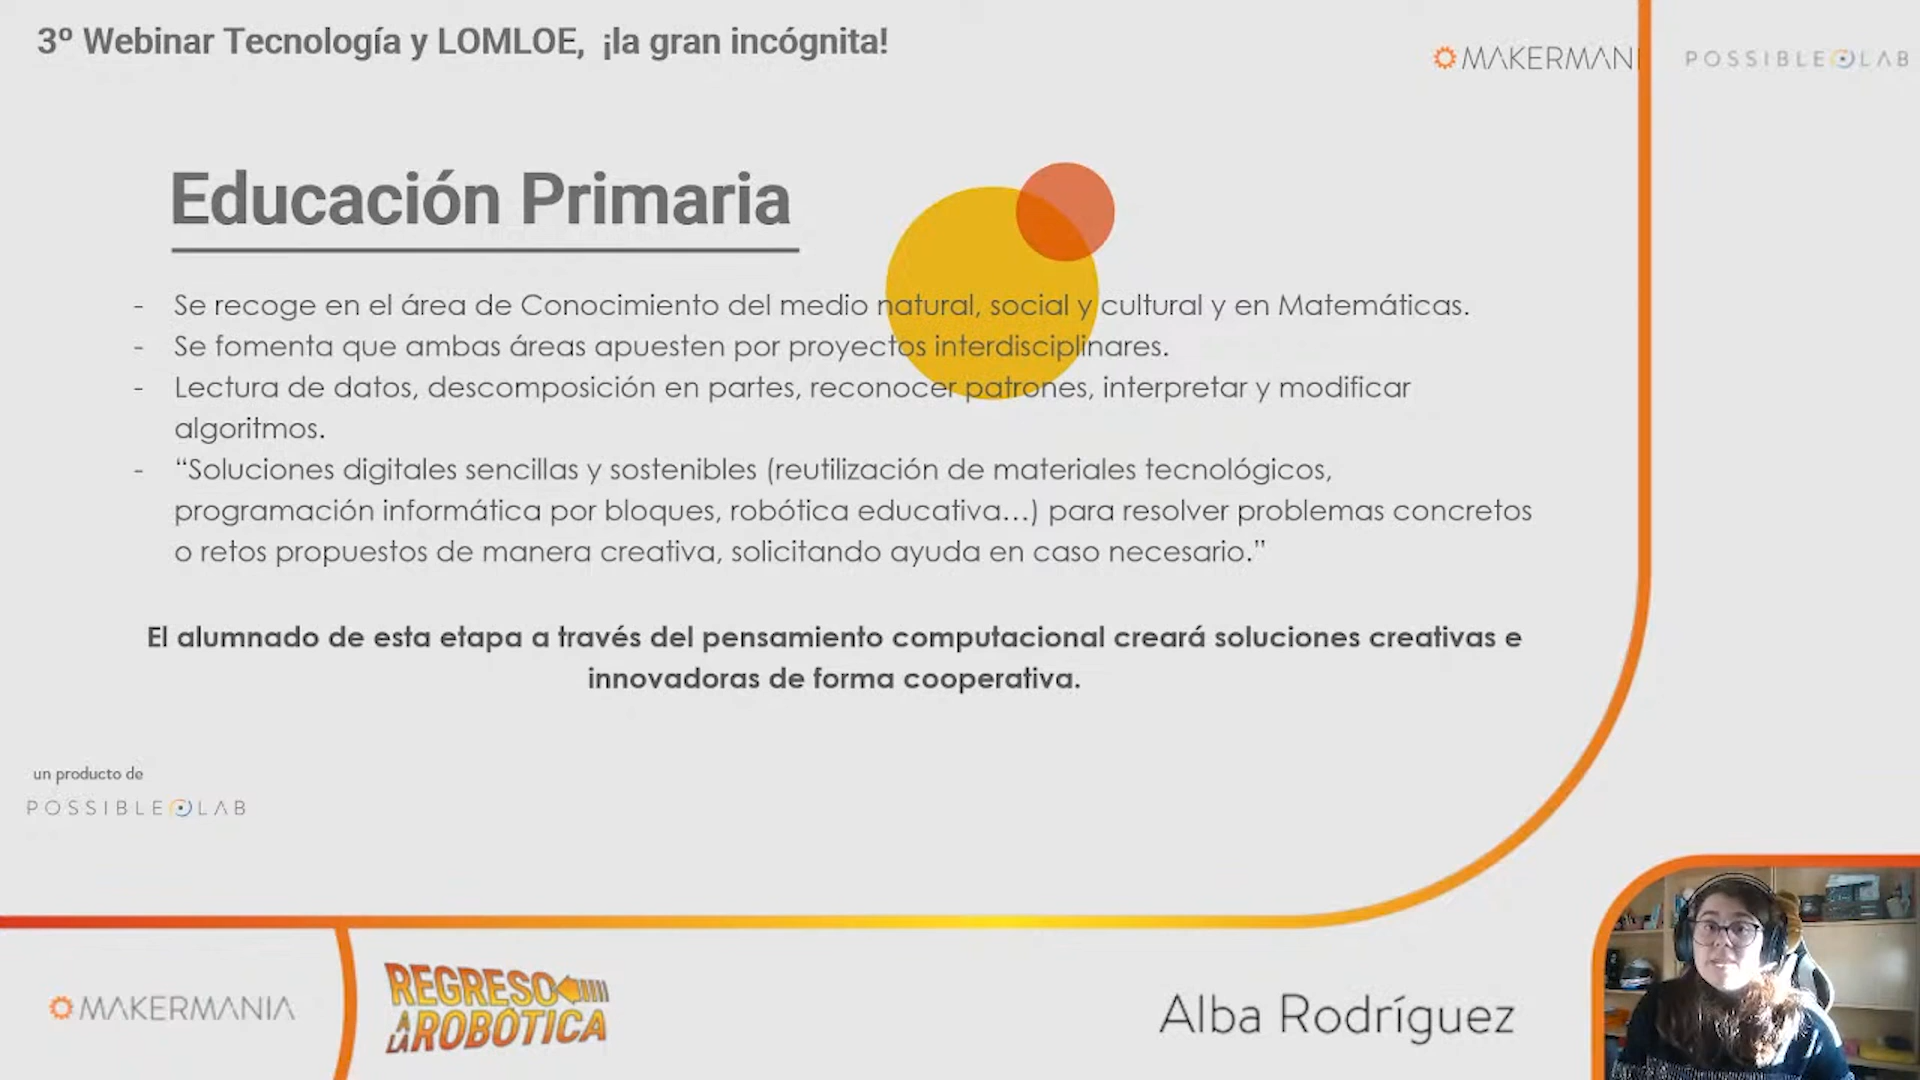 3º Webinar Tecnología y LOMLOE, ¡la gran incógnita!
MAKERMANI
POSSIBLE LAB
Educación Primaria
- Se recoge en el área de Conocimiento del medio natural, social y cultural y en Matemáticas.
- Se fomenta que ambas áreas apuesten por proyectos interdisciplinares.
- Lectura de datos, descomposición en partes, reconocer patrones, interpretar y modificar
algoritmos.
- “Soluciones digitales sencillas y sostenibles (reutilización de materiales tecnológicos,
programación informática por bloques, robótica educativa…) para resolver problemas concretos
o retos propuestos de manera creativa, solicitando ayuda en caso necesario.”
El alumnado de esta etapa a través del pensamiento computacional creará soluciones creativas e
innovadoras de forma cooperativa.
un producto de
POSSIBLE LAB
MAKERMANIA
REGRESO
A LA ROBÓTICA
Alba Rodríguez